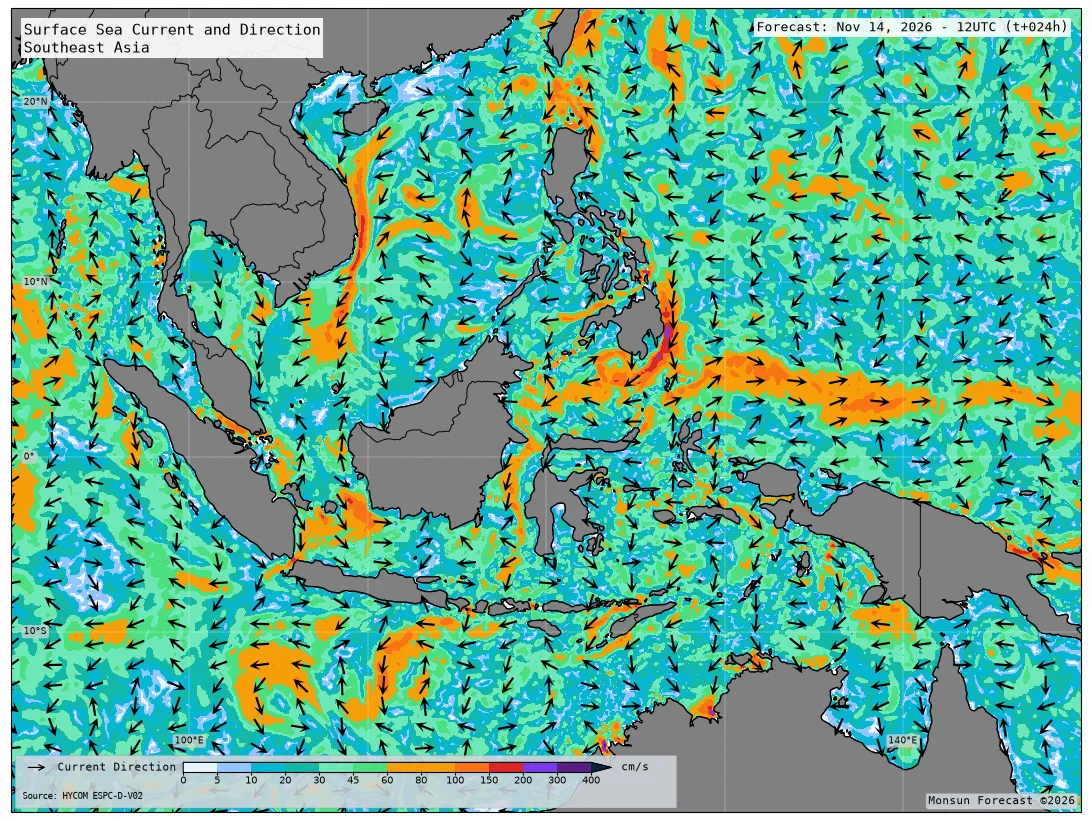 Surface Sea Current and Direction
Southeast Asia
Forecast: Nov 14, 2026 - 12UTC (t+024h)
20°N
10°N
0°
10°S
100°E
140°E
Current Direction
cm/s
0 5 10 20 30 45 60 80 100 150 200 300 400
Source: HYCOM ESPC-D-V02
Monsun Forecast ©2026